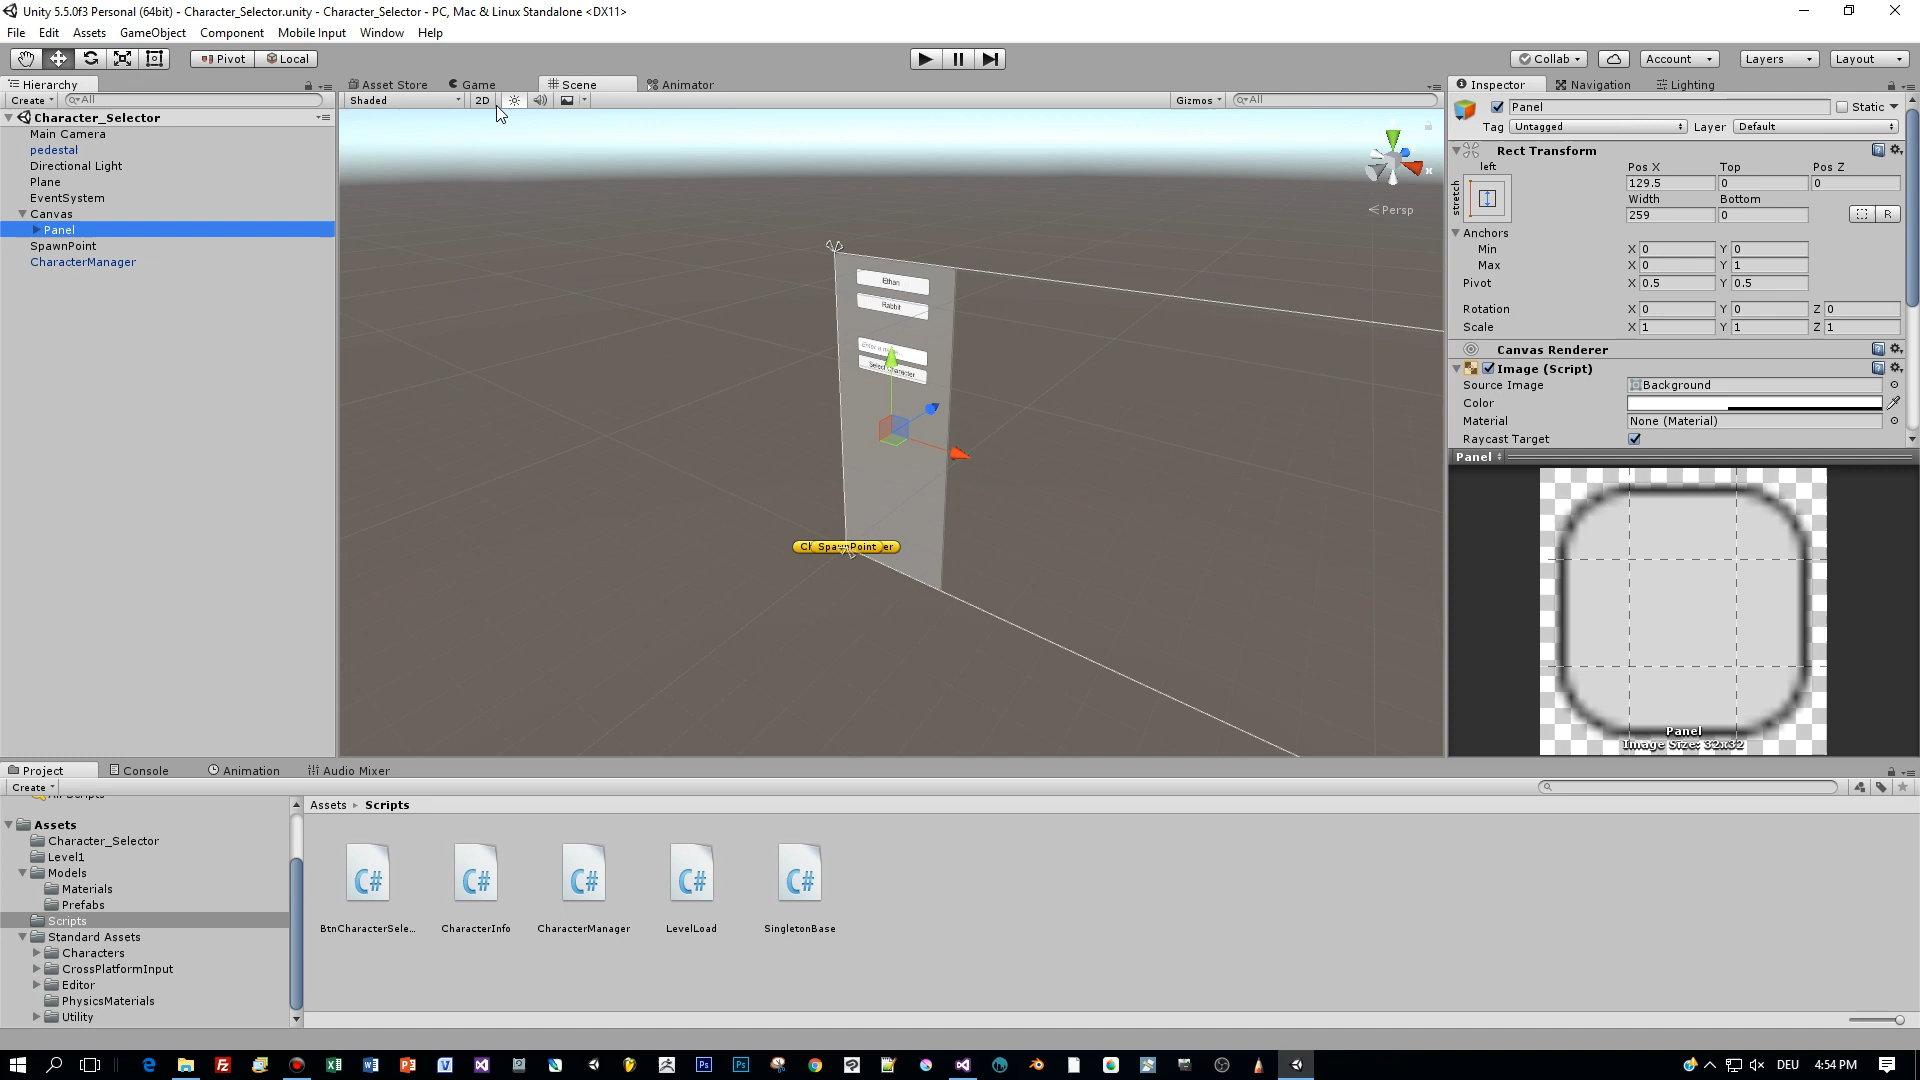 Unity 5.5.0f3 Personal (64bit) - Character_Selector.unity - Character_Selector - PC, Mac & Linux Standalone <DX11>
File Edit Assets GameObject Component Mobile Input Window Help
Pivot Local Collab Account Layers Layout
Hierarchy
Create All
Character_Selector
Main Camera
pedestal
Directional Light
Plane
EventSystem
Canvas
Panel
SpawnPoint
CharacterManager
Asset Store Game Scene Animator
Shaded 2D Gizmos All
x
Persp
Ethan
Rabbit
Enter a
Select Character
SpawnPoint
Inspector Navigation Lighting
Panel Static
Tag Untagged Layer Default
Rect Transform
left Pos X Top Pos Z
stretch 129.5 0 0
Width Bottom
259 0 R
Anchors
Min X 0 Y 0
Max X 0 Y 1
Pivot X 0.5 Y 0.5
Rotation X 0 Y 0 Z 0
Scale X 1 Y 1 Z 1
Canvas Renderer
Image (Script)
Source Image Background
Color
Material None (Material)
Raycast Target
Panel
Panel
Image Size: 32x32
Project Console Animation Audio Mixer
Create
All Scripts
Assets
Character_Selector
Level1
Models
Materials
Prefabs
Scripts
Standard Assets
Characters
CrossPlatformInput
Editor
PhysicsMaterials
Utility
Assets Scripts
C# C# C# C# C#
BtnCharacterSele... CharacterInfo CharacterManager LevelLoad SingletonBase
DEU 4:54 PM